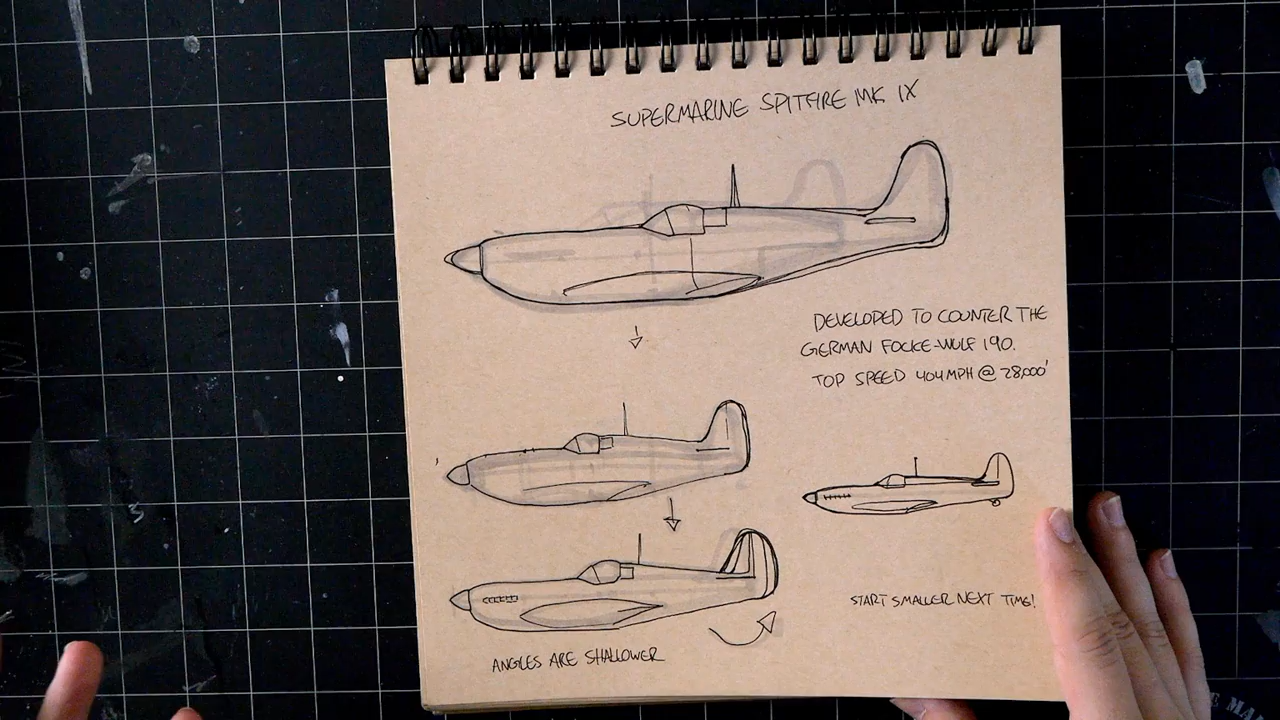 SUPERMARINE SPITFIRE MK IX
DEVELOPED TO COUNTER THE
GERMAN FOCKE-WULF 190.
TOP SPEED 404MPH @ 28,000'
START SMALLER NEXT TIME!
ANGLES ARE SHALLOWER